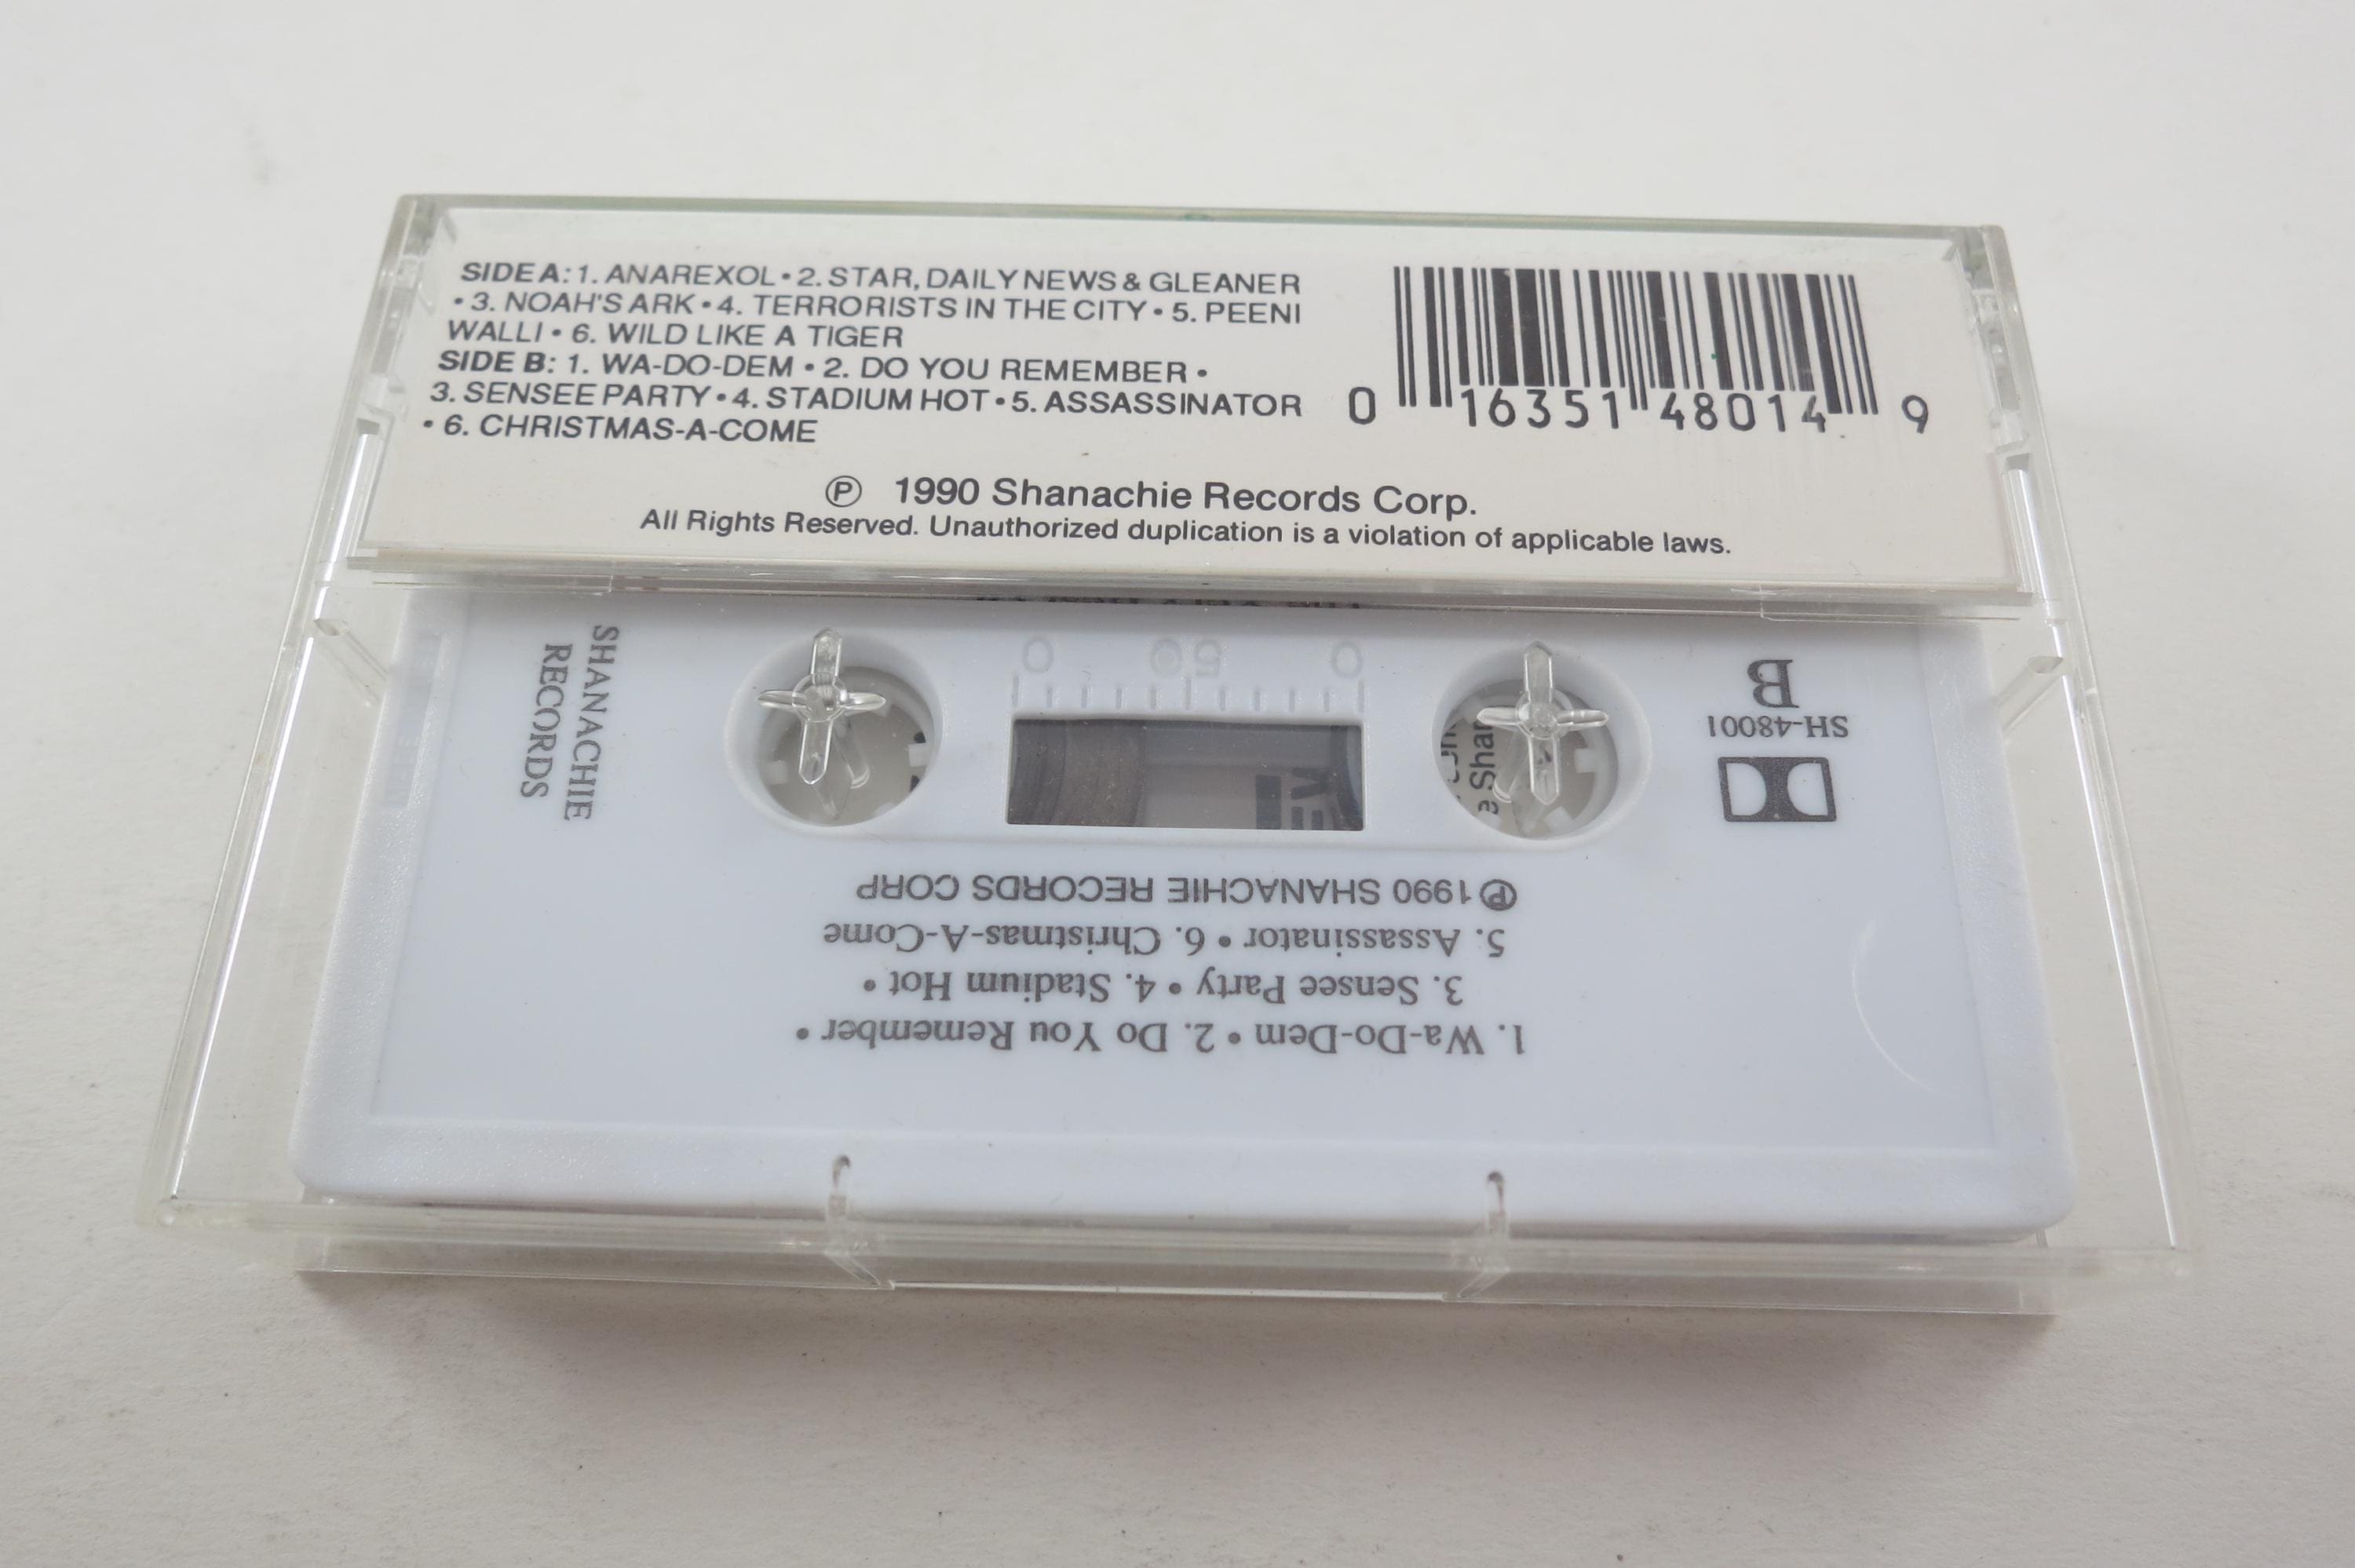 SIDE A: 1. ANAREXOL • 2. STAR, DAILY NEWS & GLEANER
• 3. NOAH'S ARK • 4. TERRORISTS IN THE CITY • 5. PEENI
WALLI • 6. WILD LIKE A TIGER
SIDE B: 1. WA-DO-DEM • 2. DO YOU REMEMBER •
3. SENSEE PARTY • 4. STADIUM HOT • 5. ASSASSINATOR
• 6. CHRISTMAS-A-COME
0 16351 48014 9
Ⓟ 1990 Shanachie Records Corp.
All Rights Reserved. Unauthorized duplication is a violation of applicable laws.
SHANACHIE
RECORDS
0 50 0
B
SH-48001
1. Wa-Do-Dem • 2. Do You Remember •
3. Sensee Party • 4. Stadium Hot •
5. Assassinator • 6. Christmas-A-Come
Ⓟ 1990 SHANACHIE RECORDS CORP